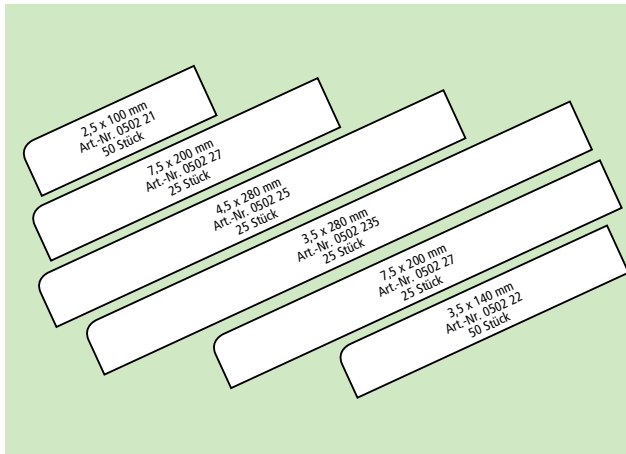 2,5 x 100 mm
Art.-Nr. 0502 21
50 Stück
7,5 x 200 mm
Art.-Nr. 0502 27
25 Stück
4,5 x 280 mm
Art.-Nr. 0502 25
25 Stück
3,5 x 280 mm
Art.-Nr. 0502 235
25 Stück
7,5 x 200 mm
Art.-Nr. 0502 27
25 Stück
3,5 x 140 mm
Art.-Nr. 0502 22
50 Stück